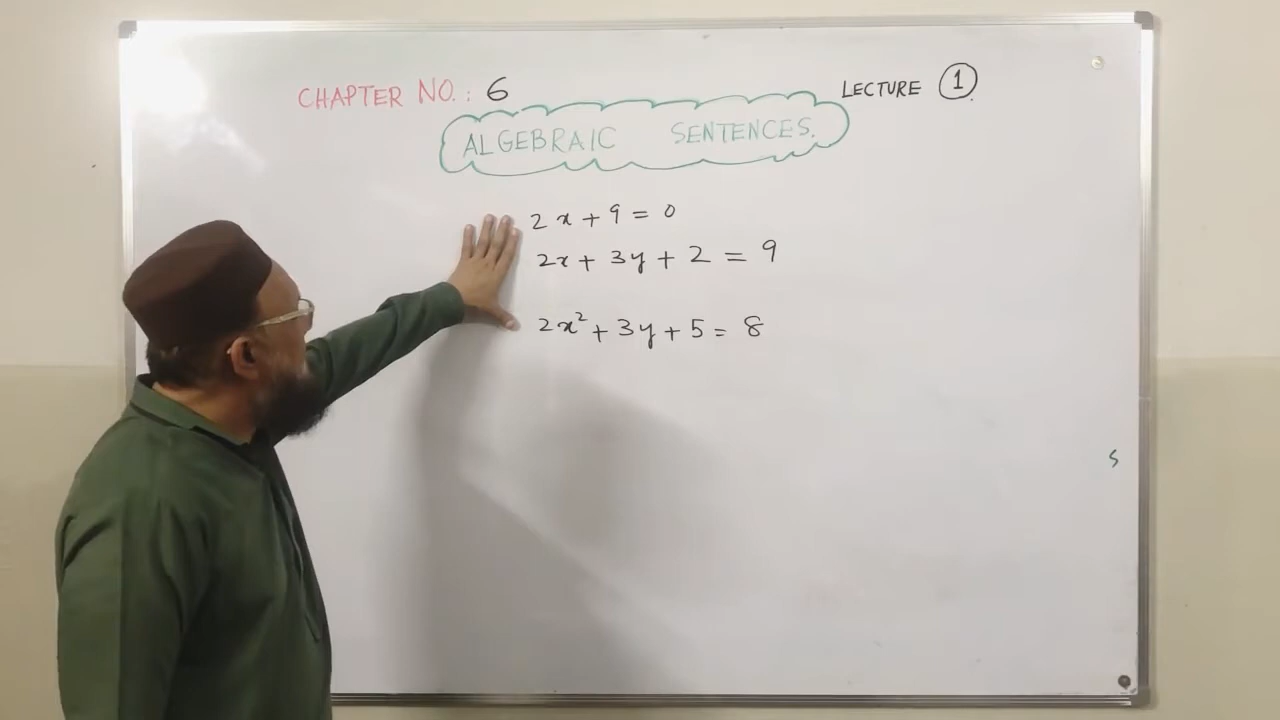 CHAPTER NO.: 6
LECTURE 1.
ALGEBRAIC SENTENCES.
2x + 9 = 0
2x + 3y + 2 = 9
2x² + 3y + 5 = 8
s